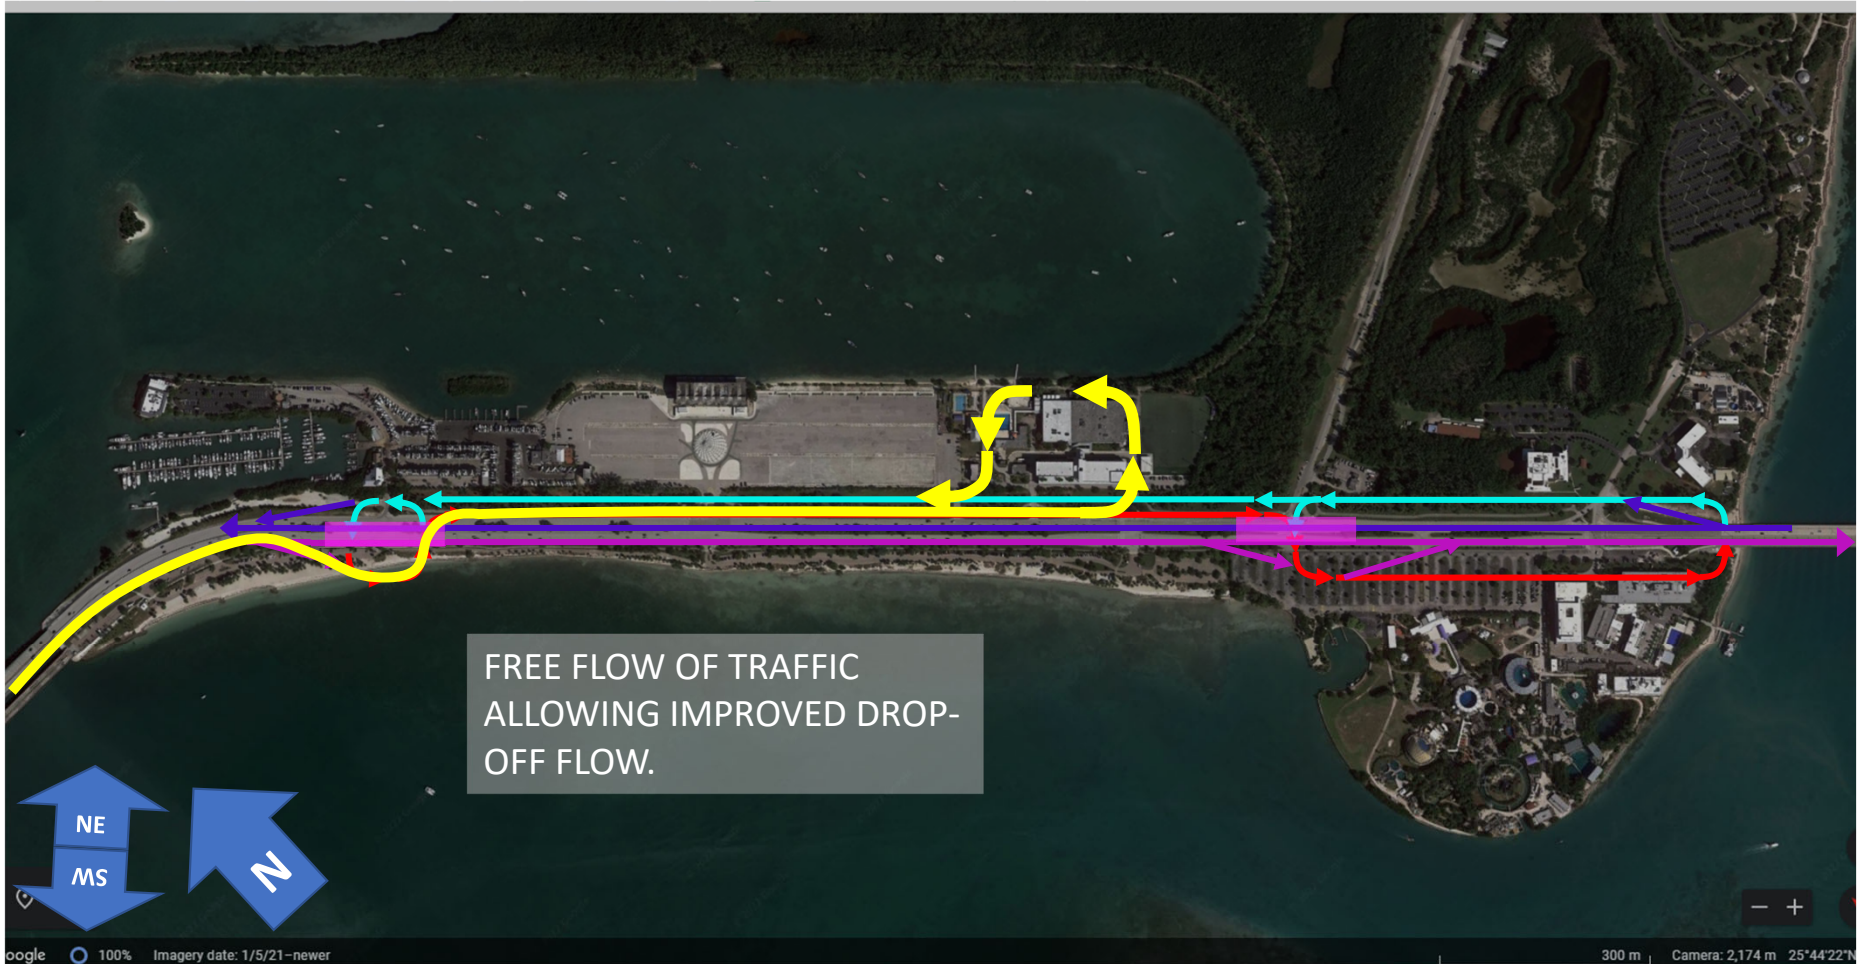 FREE FLOW OF TRAFFIC
ALLOWING IMPROVED DROP-
OFF FLOW.
NE
SW
N
oogle 100% Imagery date: 1/5/21–newer 300 m Camera: 2,174 m 25°44'22"N